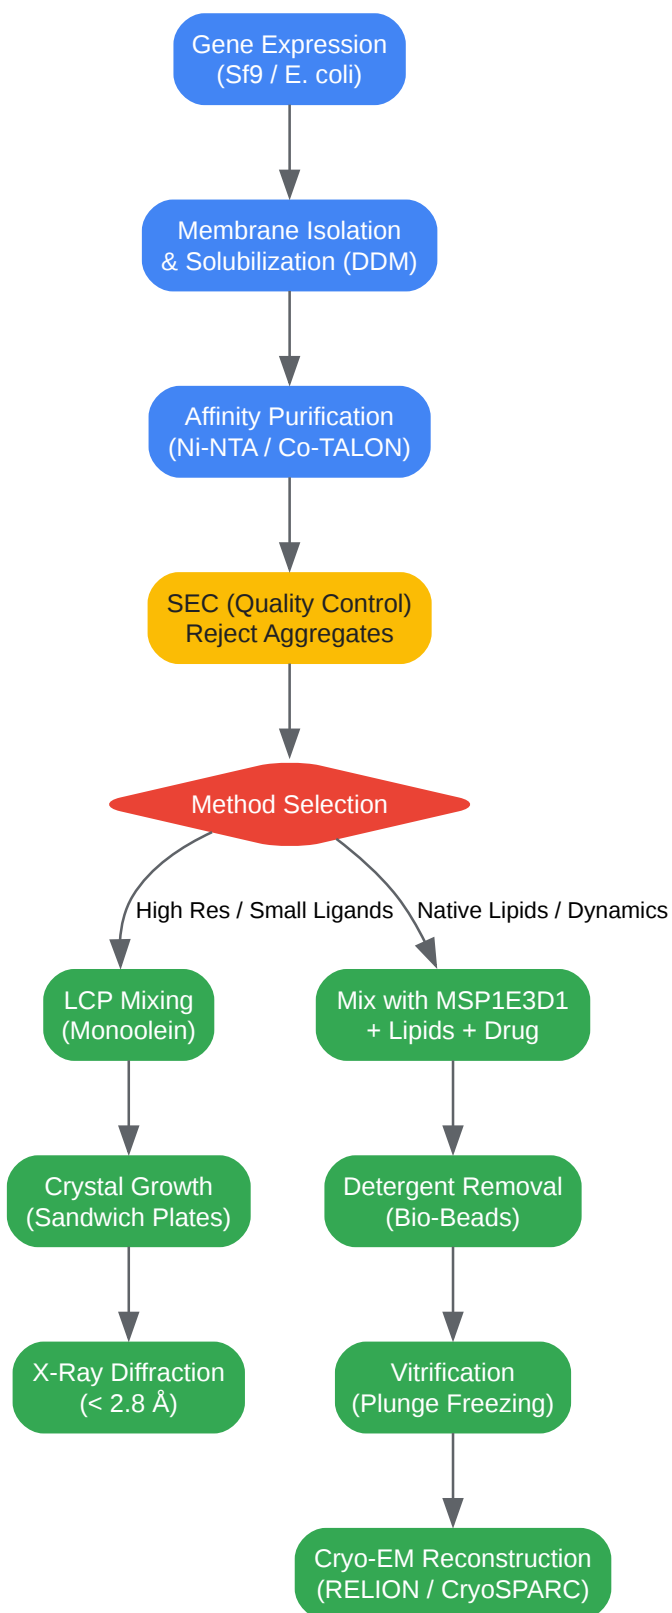 Gene Expression
(Sf9 / E. coli)
Membrane Isolation
& Solubilization (DDM)
Affinity Purification
(Ni-NTA / Co-TALON)
SEC (Quality Control)
Reject Aggregates
Method Selection
High Res / Small Ligands
Native Lipids / Dynamics
LCP Mixing
(Monoolein)
Mix with MSP1E3D1
+ Lipids + Drug
Crystal Growth
(Sandwich Plates)
Detergent Removal
(Bio-Beads)
X-Ray Diffraction
(< 2.8 Å)
Vitrification
(Plunge Freezing)
Cryo-EM Reconstruction
(RELION / CryoSPARC)